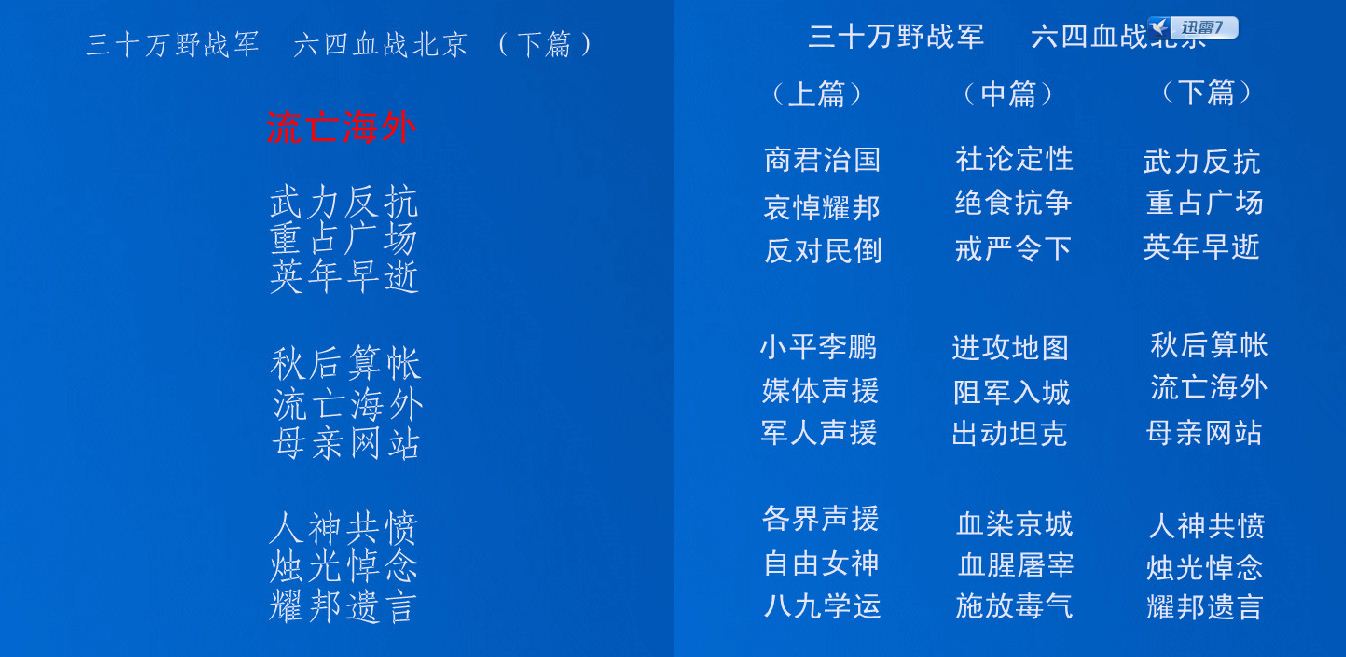 三十万野战军 六四血战北京 （下篇）
流亡海外
武力反抗
重占广场
英年早逝
秋后算帐
流亡海外
母亲网站
人神共愤
烛光悼念
耀邦遗言
三十万野战军 六四血战北京
迅雷7
（上篇） （中篇） （下篇）
商君治国 社论定性 武力反抗
哀悼耀邦 绝食抗争 重占广场
反对民倒 戒严令下 英年早逝
小平李鹏 进攻地图 秋后算帐
媒体声援 阻军入城 流亡海外
军人声援 出动坦克 母亲网站
各界声援 血染京城 人神共愤
自由女神 血腥屠宰 烛光悼念
八九学运 施放毒气 耀邦遗言